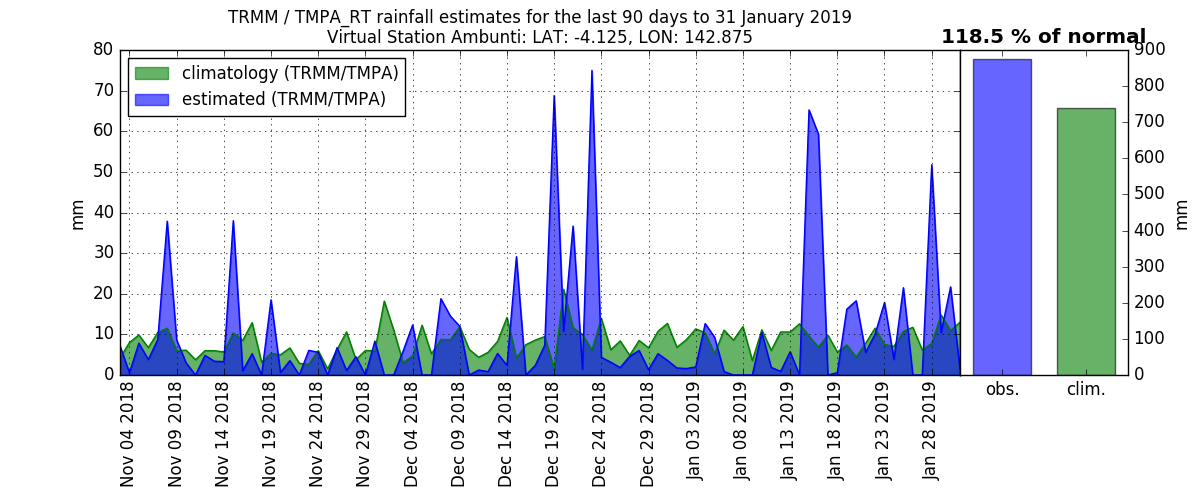 TRMM / TMPA_RT rainfall estimates for the last 90 days to 31 January 2019
Virtual Station Ambunti: LAT: -4.125, LON: 142.875
118.5 % of normal
climatology (TRMM/TMPA)
estimated (TRMM/TMPA)
mm
80
70
60
50
40
30
20
10
0
Nov 04 2018
Nov 09 2018
Nov 14 2018
Nov 19 2018
Nov 24 2018
Nov 29 2018
Dec 04 2018
Dec 09 2018
Dec 14 2018
Dec 19 2018
Dec 24 2018
Dec 29 2018
Jan 03 2019
Jan 08 2019
Jan 13 2019
Jan 18 2019
Jan 23 2019
Jan 28 2019
obs.
clim.
900
800
700
600
500
400
300
200
100
0
mm